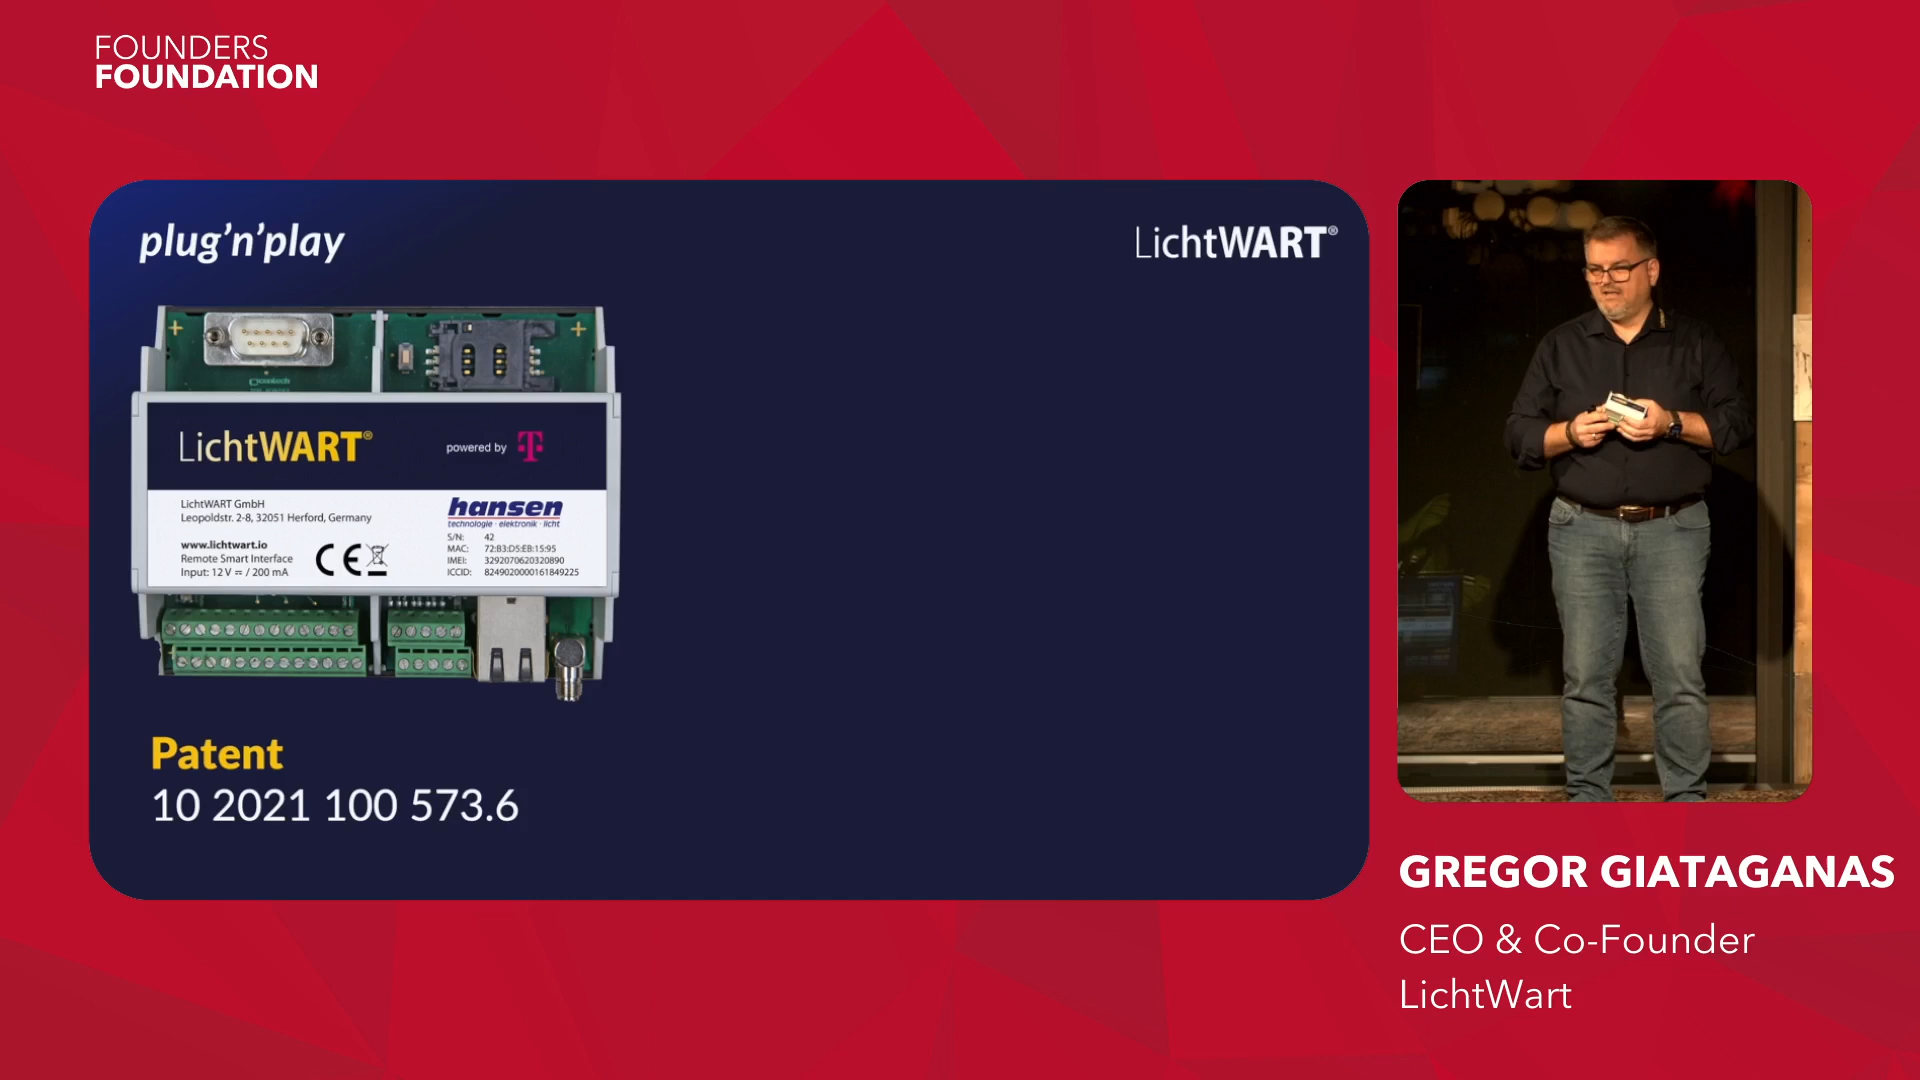 FOUNDERS
FOUNDATION
plug’n’play
LichtWART®
LichtWART®
powered by T
LichtWART GmbH
Leopoldstr. 2-8, 32051 Herford, Germany
www.lichtwart.io
Remote Smart Interface
Input: 12 V ⎓ / 200 mA
CE
hansen
technologie · elektronik · licht
S/N: 42
MAC: 72:B3:D5:EB:15:95
IMEI: 3292070620320890
ICCID: 8249020000161849225
Patent
10 2021 100 573.6
GREGOR GIATAGANAS
CEO & Co-Founder
LichtWart